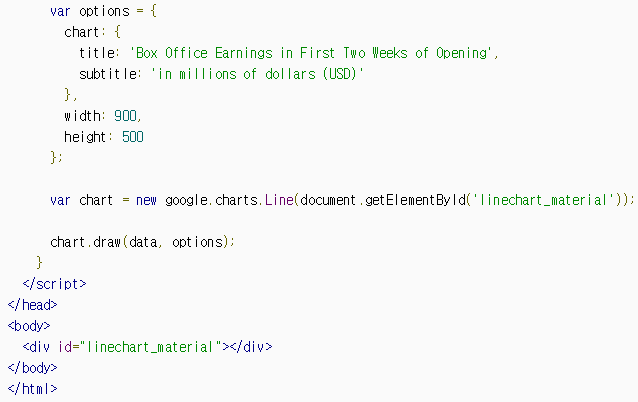 var options = {
chart: {
title: 'Box Office Earnings in First Two Weeks of Opening',
subtitle: 'in millions of dollars (USD)'
},
width: 900,
height: 500
};
var chart = new google.charts.Line(document.getElementById('linechart_material'));
chart.draw(data, options);
}
</script>
</head>
<body>
<div id="linechart_material"></div>
</body>
</html>